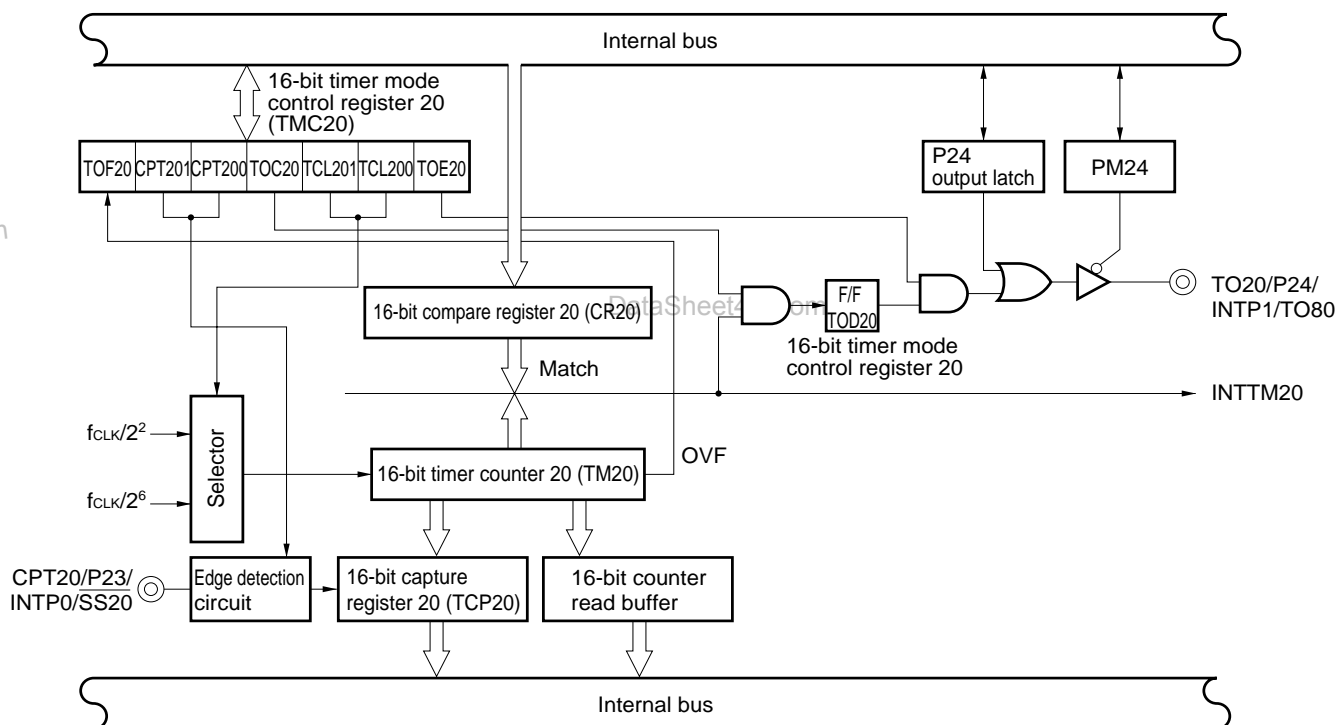 Internal bus
16-bit timer mode
control register 20
(TMC20)
TOF20 CPT201 CPT200 TOC20 TCL201 TCL200 TOE20
P24
output latch
PM24
16-bit compare register 20 (CR20)
F/F
TOD20
TO20/P24/
INTP1/TO80
16-bit timer mode
control register 20
Match
INTTM20
fCLK/2²
Selector
OVF
16-bit timer counter 20 (TM20)
fCLK/2⁶
CPT20/P23/
INTP0/SS20
Edge detection
circuit
16-bit capture
register 20 (TCP20)
16-bit counter
read buffer
Internal bus